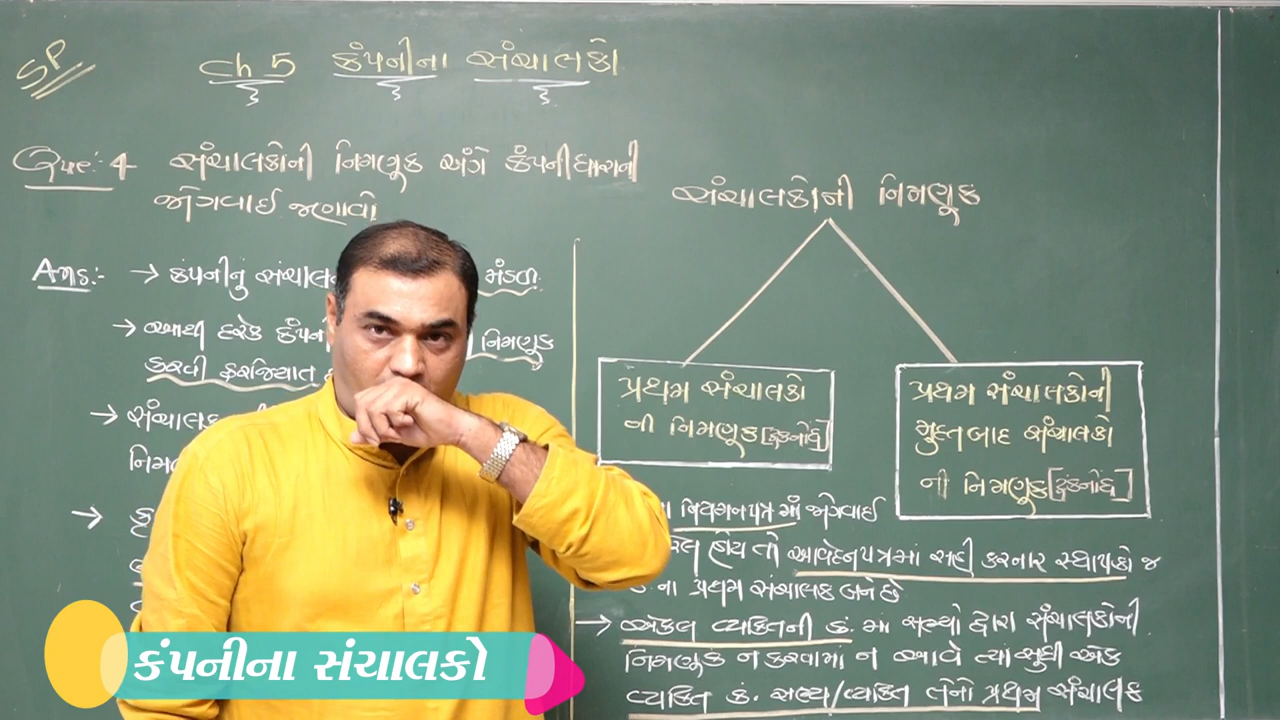 SP
Ch 5 કંપનીના સંચાલકો
Que:- 4 સંચાલકોની નિમણૂક અંગે કંપનીધારાની
જોગવાઈ જણાવો
Ans:- → કંપનીનું સંચાલન મંડળ
→ આથી દરેક કંપની નિમણૂક
કરવી ફરજિયાત
→ સંચાલક ની
→
સંચાલકોની નિમણૂક
પ્રથમ સંચાલકો
ની નિમણૂક [ટૂંકનોંધ]
પ્રથમ સંચાલકોની
મુદત બાદ સંચાલકો
ની નિમણૂક [ટૂંકનોંધ]
નિયમનપત્ર માં જોગવાઈ
હોય તો આવેદનપત્રમાં સહી કરનાર સ્થાપકો જ
ના પ્રથમ સંચાલક બને છે
→ એકલ વ્યક્તિની કં. માં સભ્યો દ્વારા સંચાલકોની
નિમણૂક ન કરવામાં ન આવે ત્યાં સુધી એક
વ્યક્તિ કં. સભ્ય/વ્યક્તિ તેનો પ્રથમ સંચાલક
કંપનીના સંચાલકો